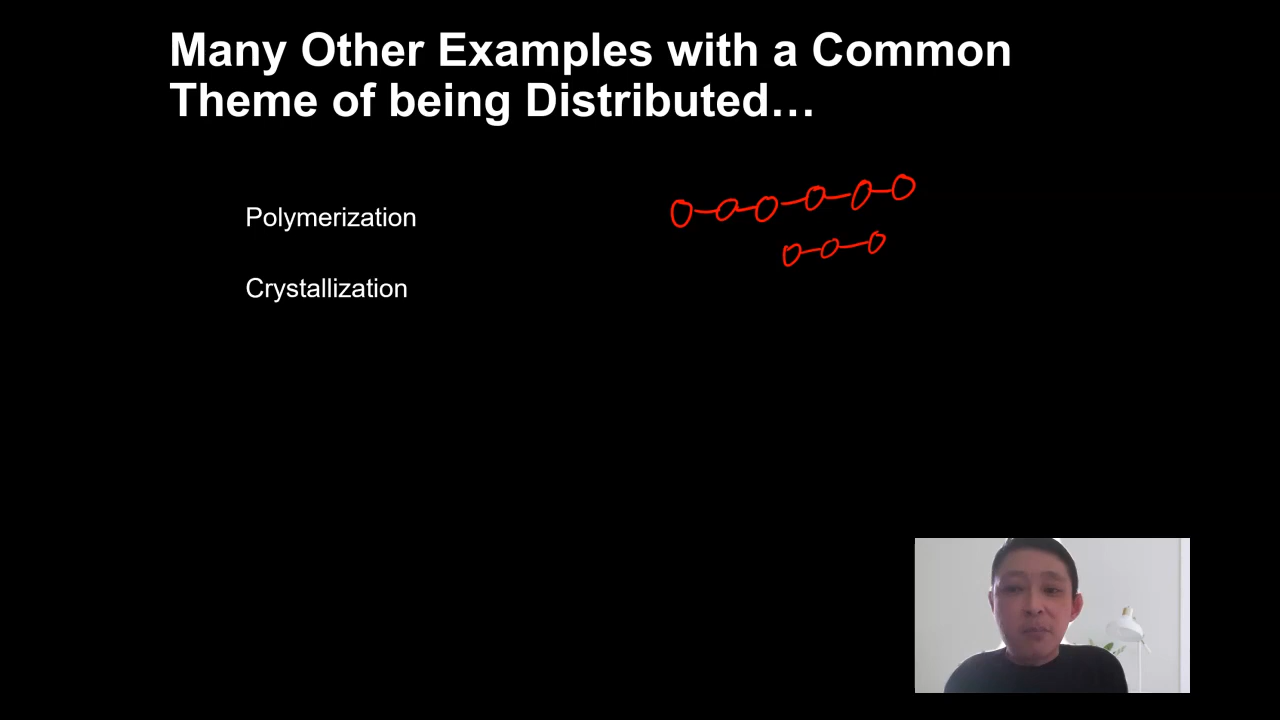 Many Other Examples with a Common
Theme of being Distributed…
Polymerization
Crystallization